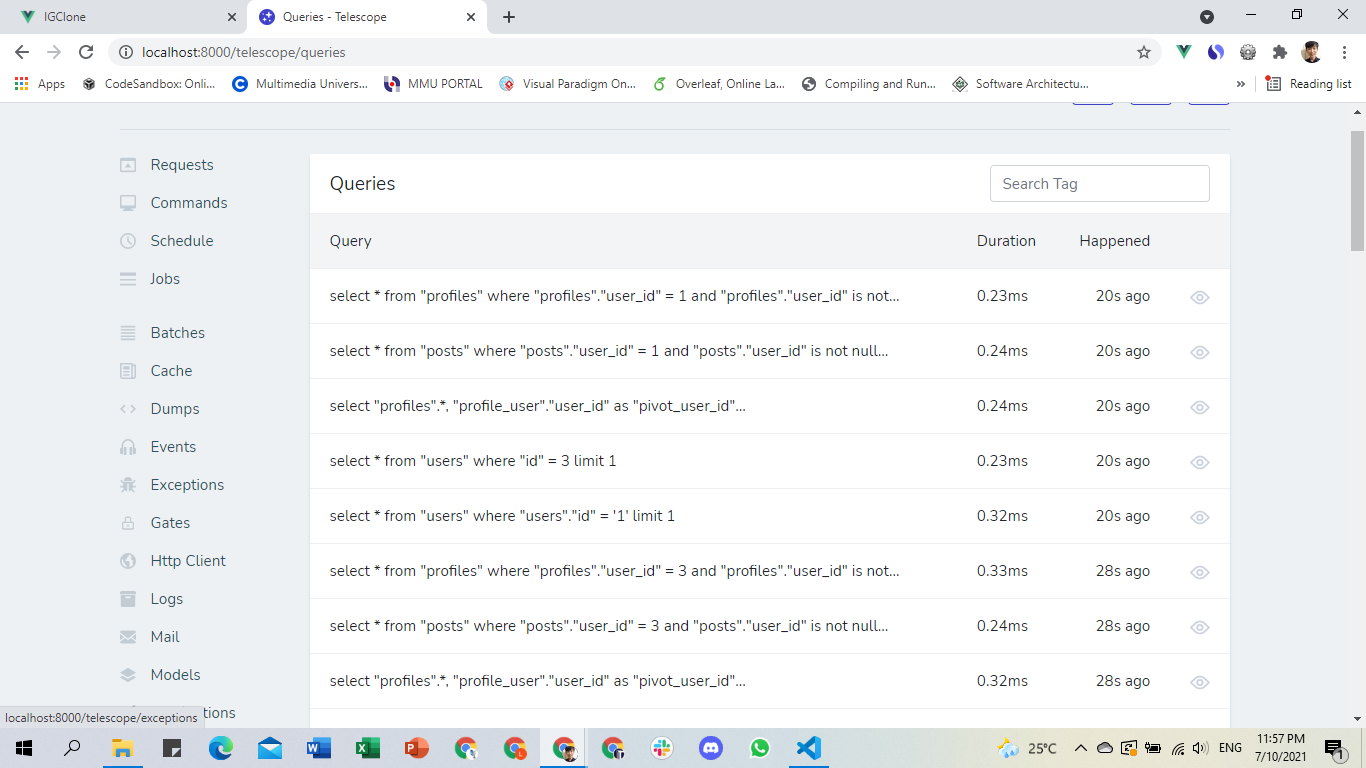 IGClone
Queries - Telescope
localhost:8000/telescope/queries
Apps
CodeSandbox: Onli...
Multimedia Univers...
MMU PORTAL
Visual Paradigm On...
Overleaf, Online La...
Compiling and Run...
Software Architectu...
»
Reading list
Requests
Commands
Schedule
Jobs
Batches
Cache
Dumps
Events
Exceptions
Gates
Http Client
Logs
Mail
Models
tions
Queries
Search Tag
Query Duration Happened
select * from "profiles" where "profiles"."user_id" = 1 and "profiles"."user_id" is not... 0.23ms 20s ago
select * from "posts" where "posts"."user_id" = 1 and "posts"."user_id" is not null... 0.24ms 20s ago
select "profiles".*, "profile_user"."user_id" as "pivot_user_id"... 0.24ms 20s ago
select * from "users" where "id" = 3 limit 1 0.23ms 20s ago
select * from "users" where "users"."id" = '1' limit 1 0.32ms 20s ago
select * from "profiles" where "profiles"."user_id" = 3 and "profiles"."user_id" is not... 0.33ms 28s ago
select * from "posts" where "posts"."user_id" = 3 and "posts"."user_id" is not null... 0.24ms 28s ago
select "profiles".*, "profile_user"."user_id" as "pivot_user_id"... 0.32ms 28s ago
localhost:8000/telescope/exceptions
25°C
ENG
11:57 PM
7/10/2021
1